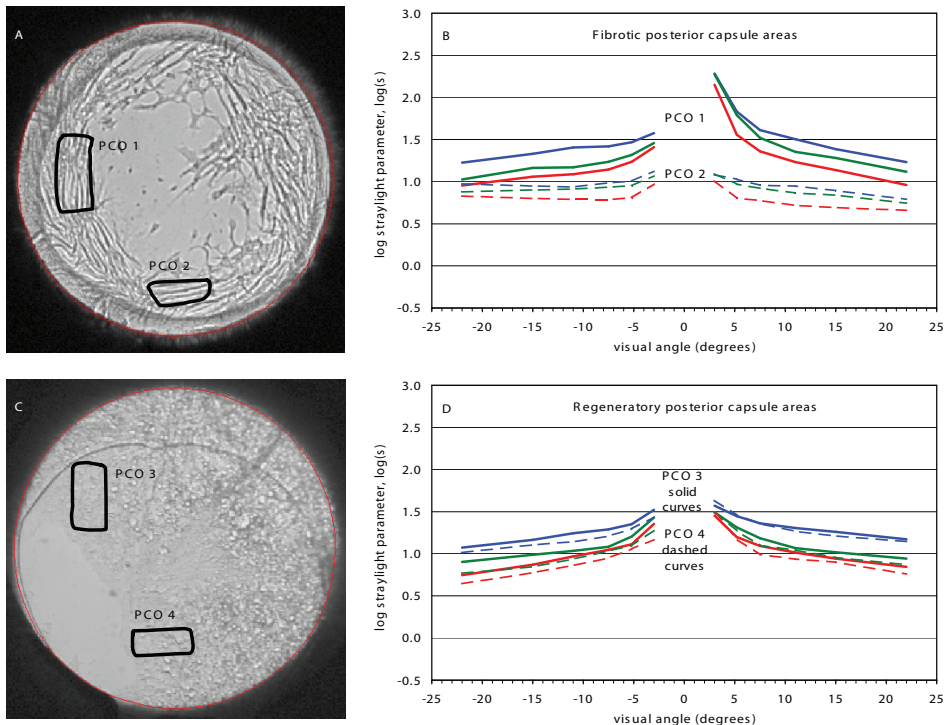 A
PCO 1
PCO 2
B
Fibrotic posterior capsule areas
log straylight parameter, log(s)
3.0
2.5
2.0
1.5
1.0
0.5
0.0
-0.5
PCO 1
PCO 2
-25 -20 -15 -10 -5 0 5 10 15 20 25
visual angle (degrees)
C
PCO 3
PCO 4
D
Regeneratory posterior capsule areas
log straylight parameter, log(s)
3.0
2.5
2.0
1.5
1.0
0.5
0.0
-0.5
PCO 3
solid
curves
PCO 4
dashed
curves
-25 -20 -15 -10 -5 0 5 10 15 20 25
visual angle (degrees)